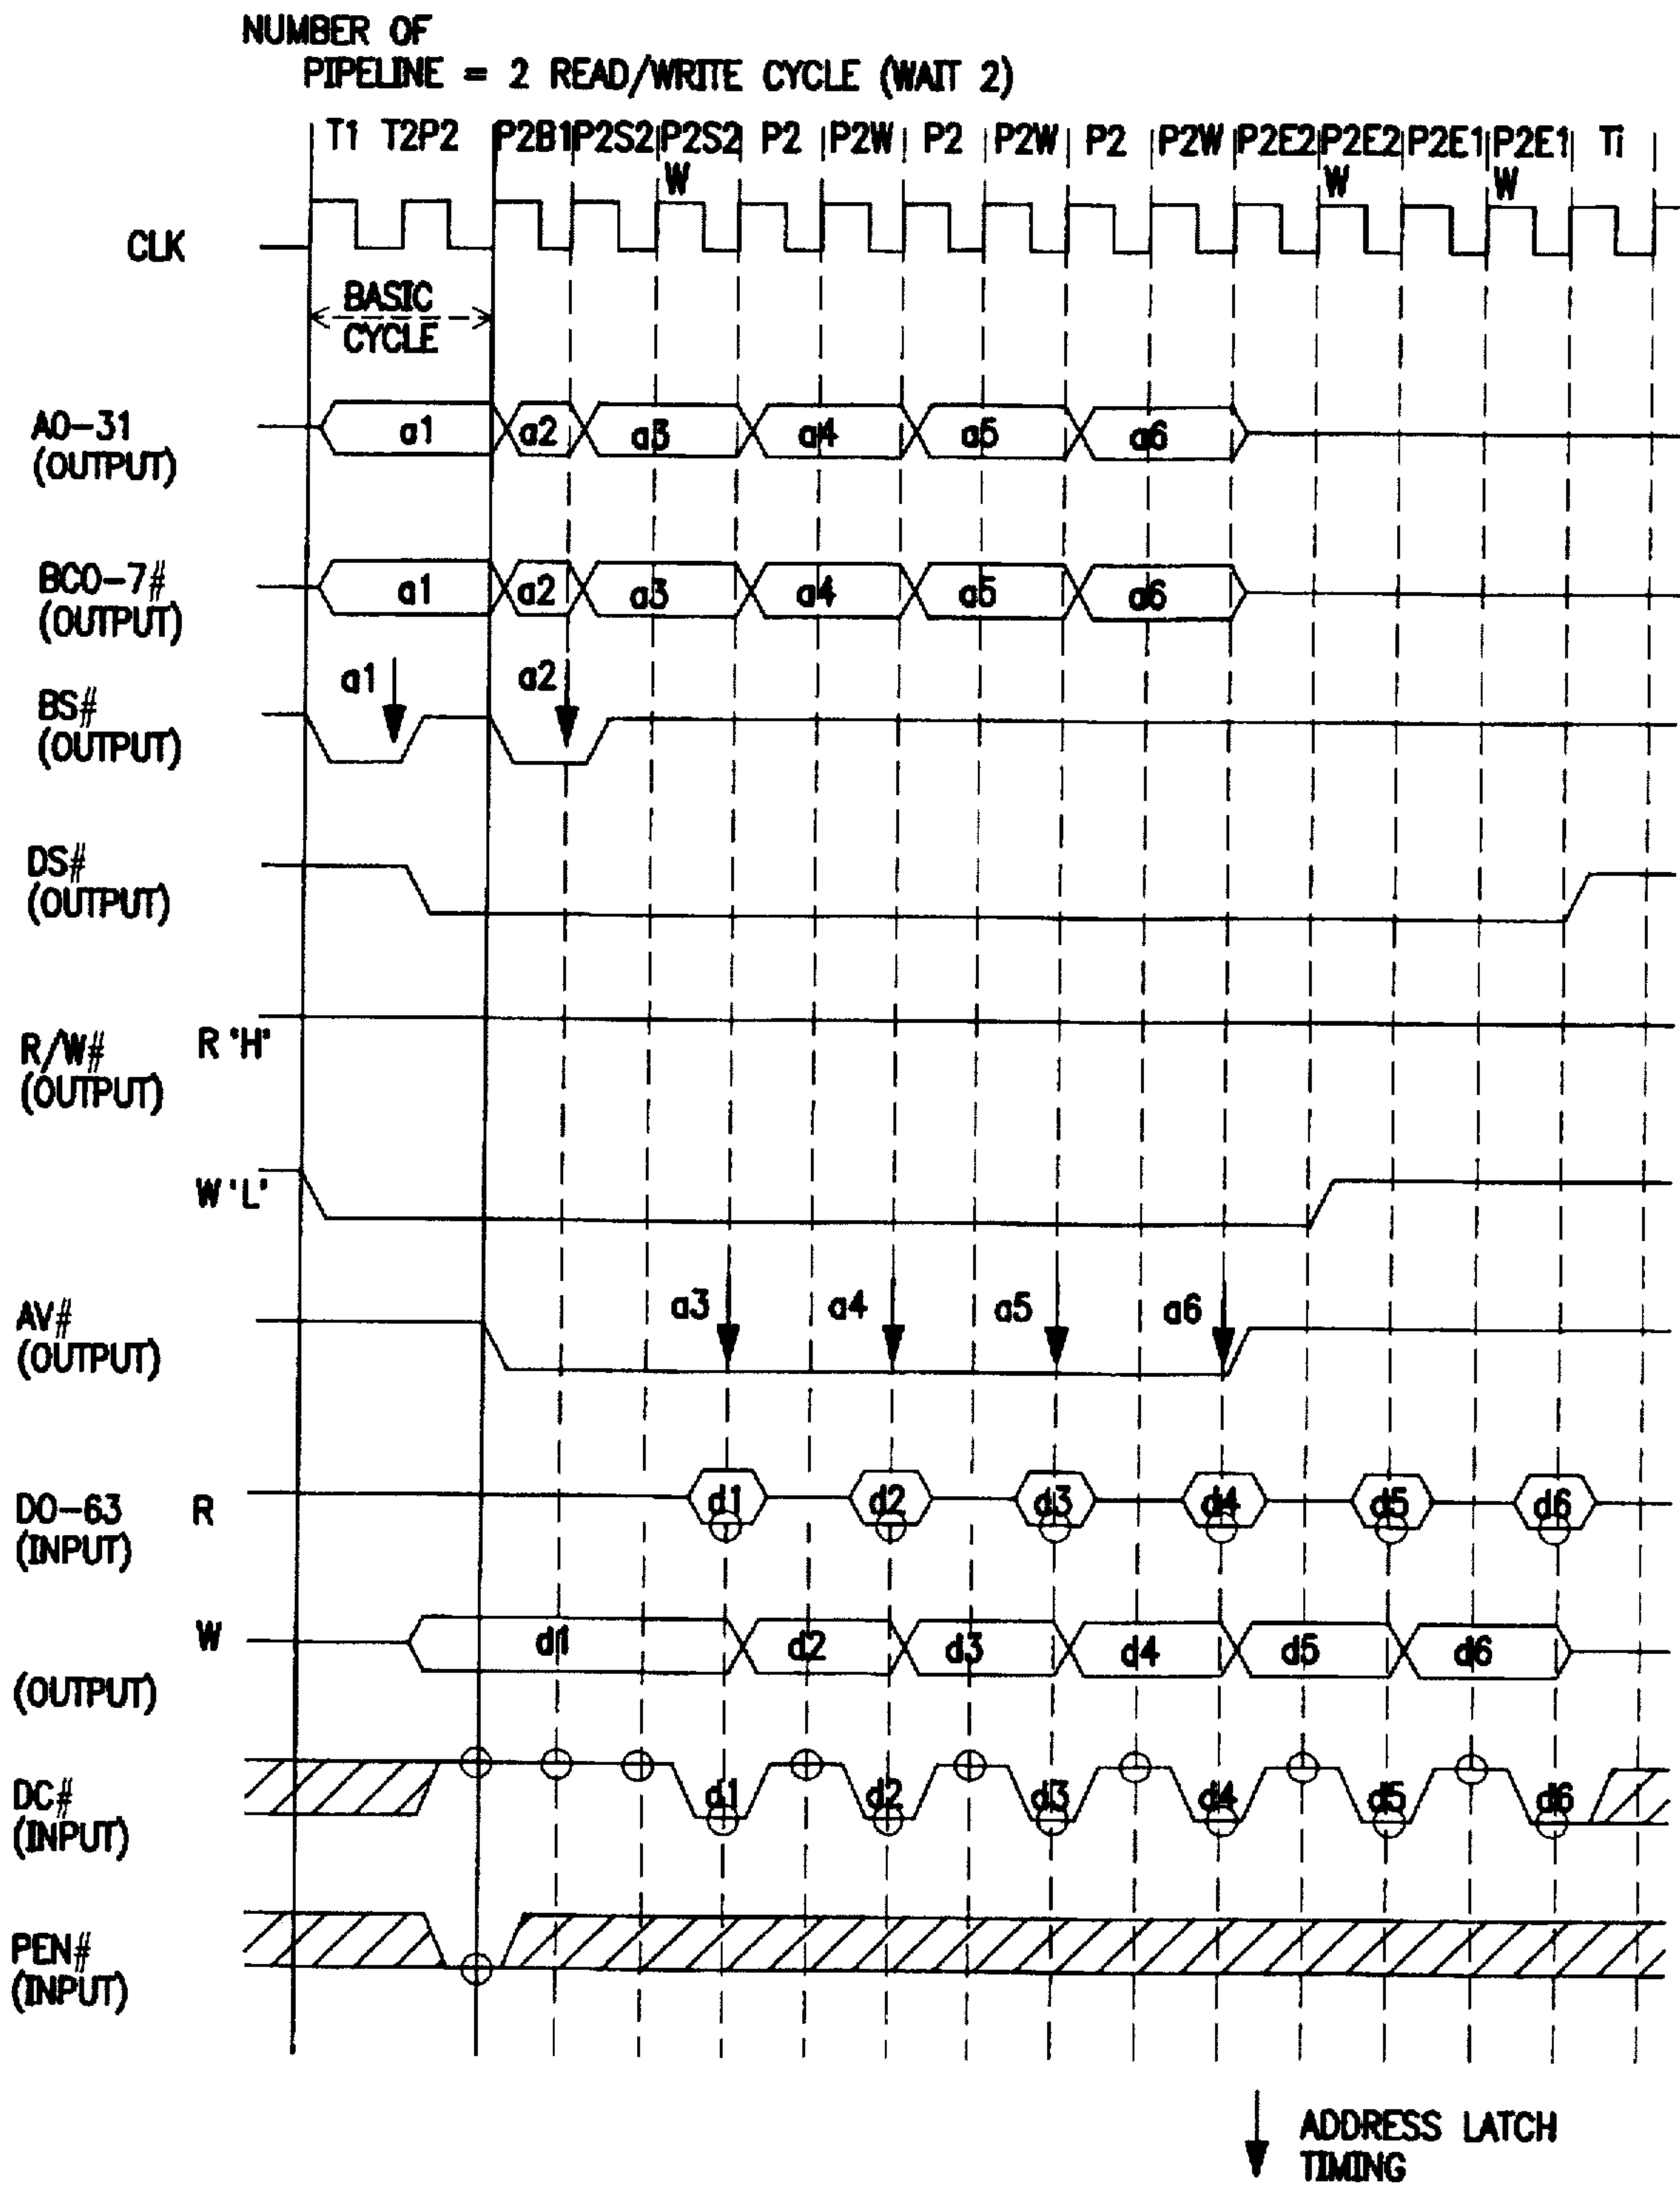 NUMBER OF
PIPELINE = 2 READ/WRITE CYCLE (WAIT 2)
T1 T2P2 P2B1 P2S2 P2S2 P2 P2W P2 P2W P2 P2W P2E2 P2E2 P2E1 P2E1 Ti
W W W
CLK
BASIC
CYCLE
A0-31
(OUTPUT)
a1 a2 a3 a4 a5 a6
BC0-7#
(OUTPUT)
a1 a2 a3 a4 a5 a6
BS#
(OUTPUT)
a1 a2
DS#
(OUTPUT)
R/W#
(OUTPUT)
R 'H'
W 'L'
AV#
(OUTPUT)
a3 a4 a5 a6
D0-63
(INPUT)
R
d1 d2 d3 d4 d5 d6
W
d1 d2 d3 d4 d5 d6
(OUTPUT)
DC#
(INPUT)
d1 d2 d3 d4 d5 d6
PEN#
(INPUT)
ADDRESS LATCH
TIMING